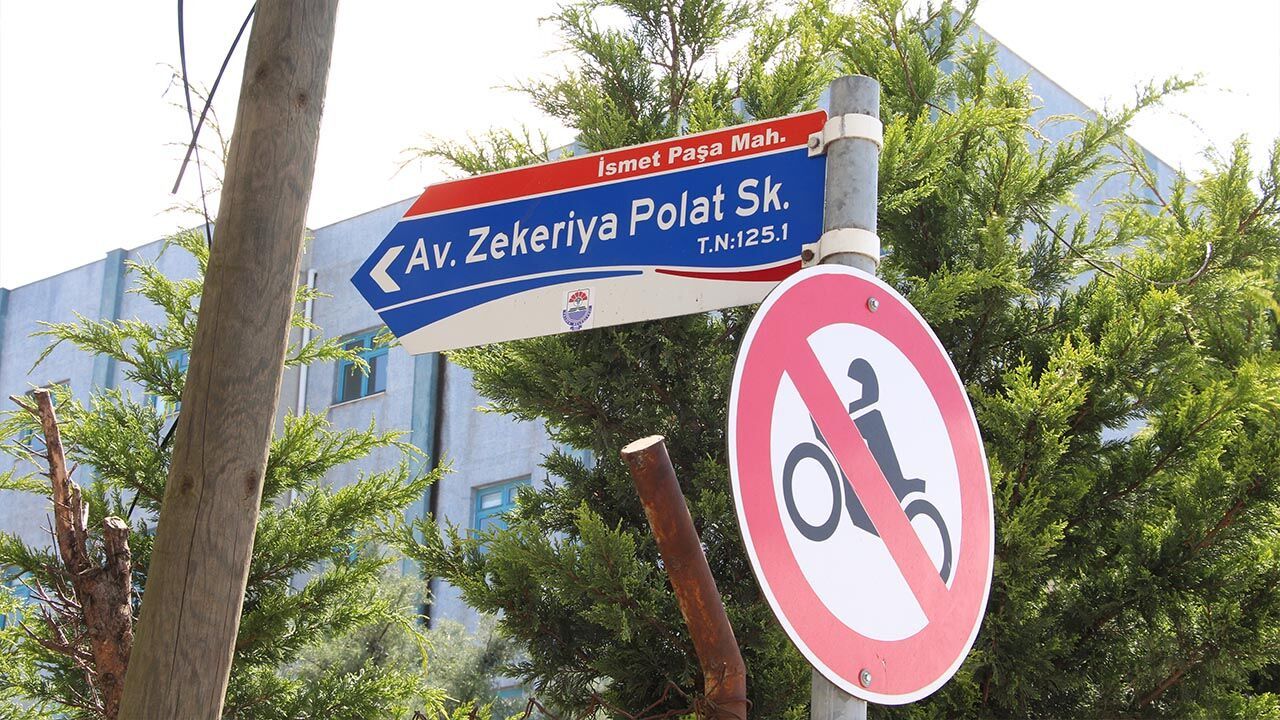 İsmet Paşa Mah.
Av. Zekeriya Polat Sk.
T.N:125.1